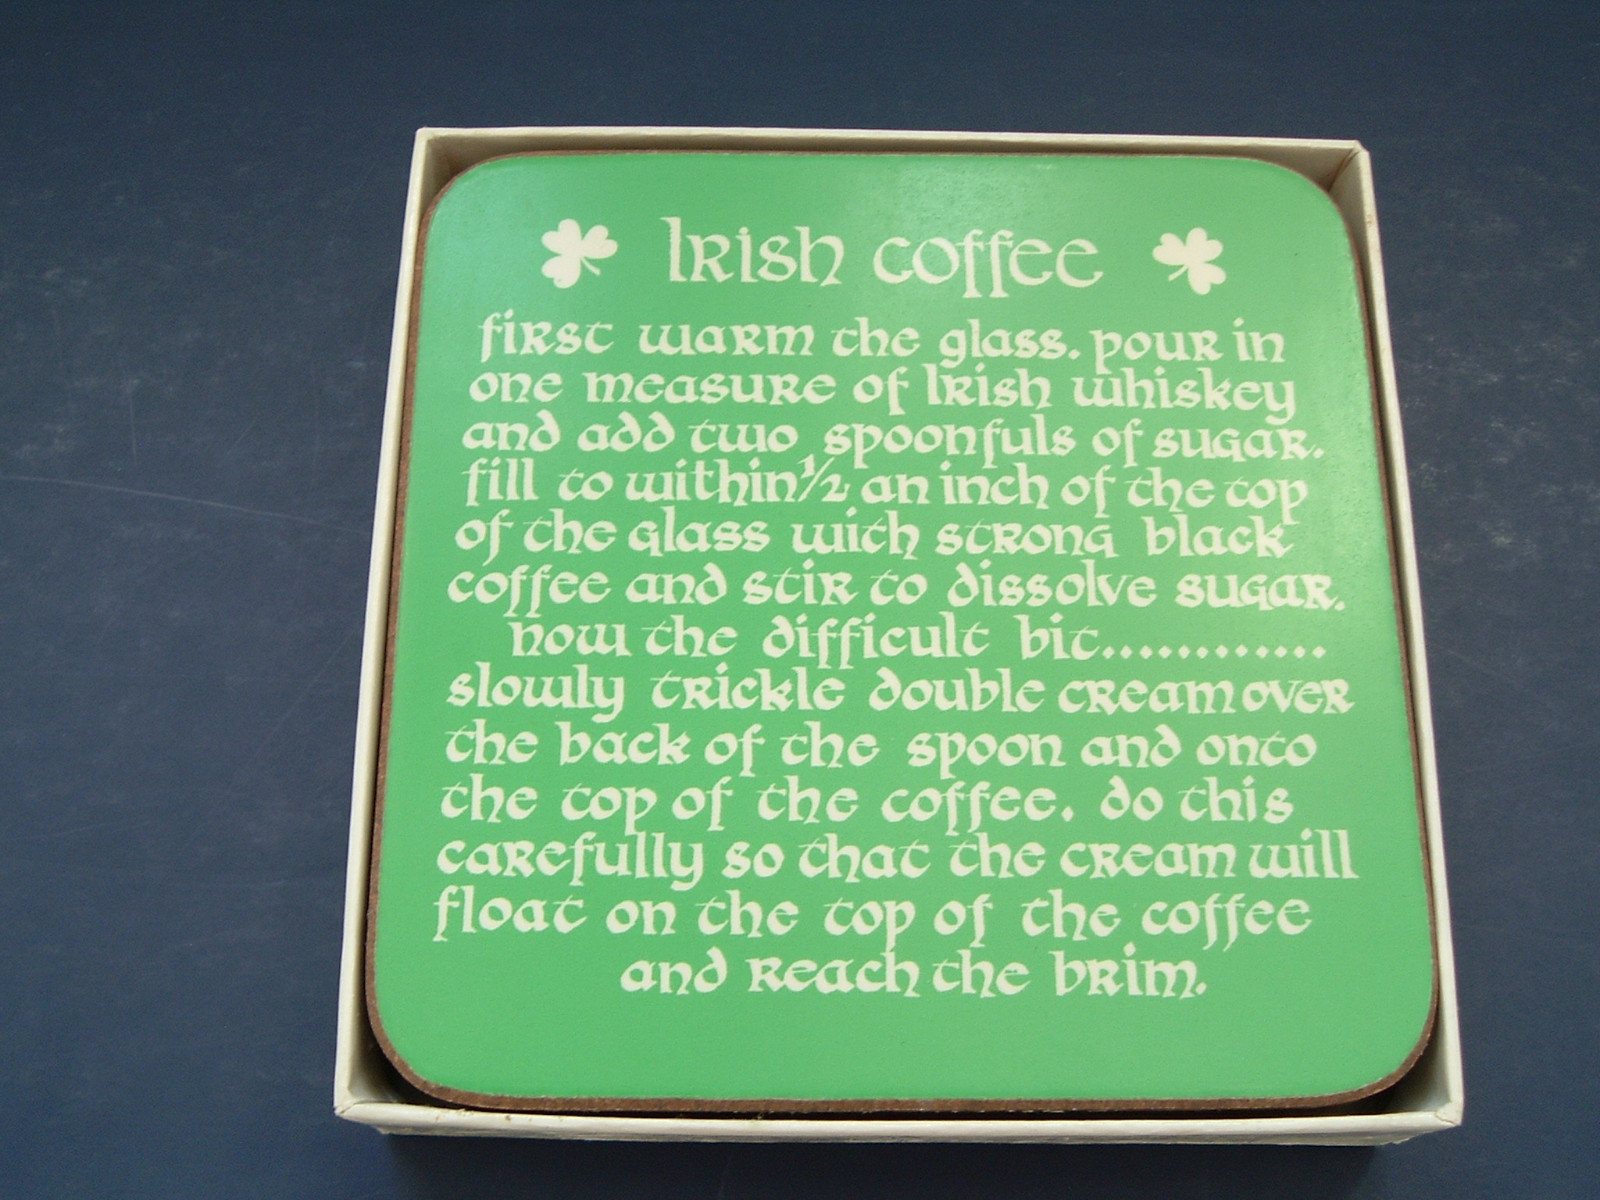 Irish coffee
first warm the glass. pour in
one measure of Irish whiskey
and add two spoonfuls of sugar.
fill to within ½ an inch of the top
of the glass with strong black
coffee and stir to dissolve sugar.
now the difficult bit............
slowly trickle double cream over
the back of the spoon and onto
the top of the coffee. do this
carefully so that the cream will
float on the top of the coffee
and reach the brim.